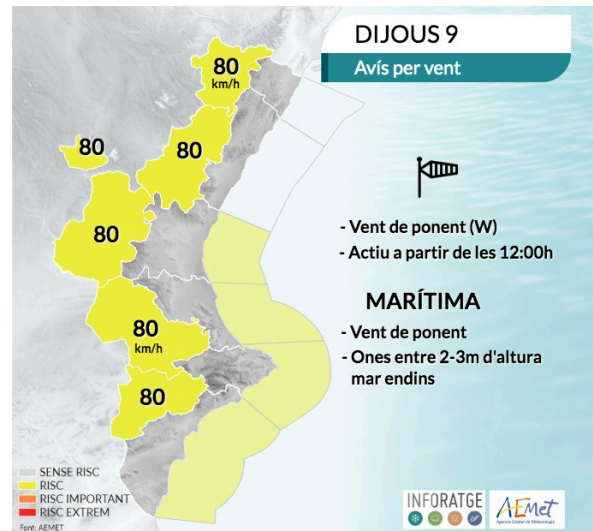 DIJOUS 9
Avís per vent
80
km/h
80
80
80
80
km/h
80
- Vent de ponent (W)
- Actiu a partir de les 12:00h
MARÍTIMA
- Vent de ponent
- Ones entre 2-3m d'altura
mar endins
SENSE RISC
RISC
RISC IMPORTANT
RISC EXTREM
Font: AEMET
INFORATGE
AEmet
Agencia Estatal de Meteorología